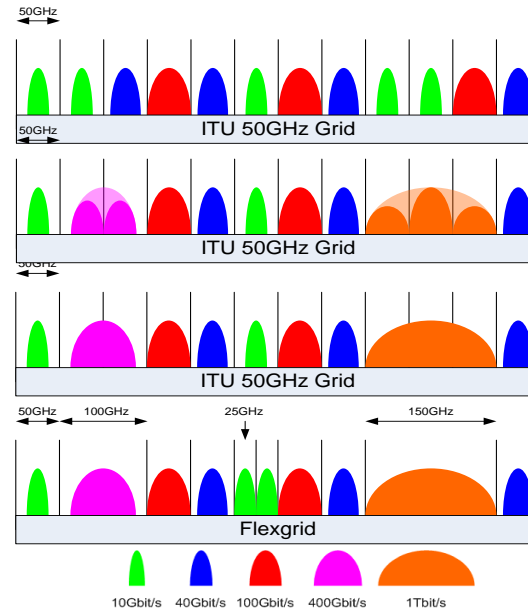 50GHz
ITU 50GHz Grid
50GHz
ITU 50GHz Grid
50GHz
ITU 50GHz Grid
50GHz 100GHz 25GHz 150GHz
Flexgrid
10Gbit/s 40Gbit/s 100Gbit/s 400Gbit/s 1Tbit/s